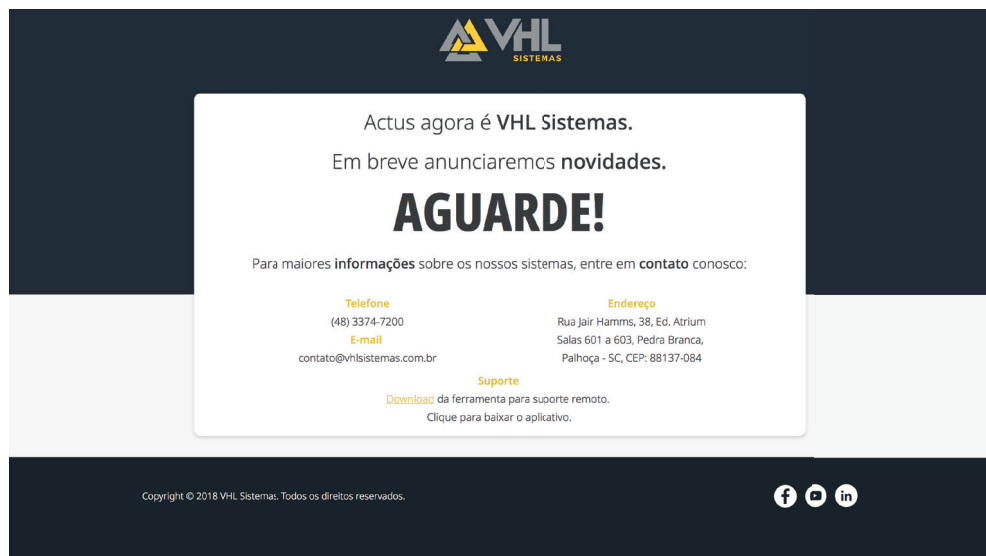 VHL
SISTEMAS
Actus agora é VHL Sistemas.
Em breve anunciaremos novidades.
AGUARDE!
Para maiores informações sobre os nossos sistemas, entre em contato conosco:
Telefone
(48) 3374-7200
E-mail
contato@vhlsistemas.com.br
Endereço
Rua Jair Hamms, 38, Ed. Atrium
Salas 601 a 603, Pedra Branca,
Palhoça - SC, CEP: 88137-084
Suporte
Download da ferramenta para suporte remoto.
Clique para baixar o aplicativo.
Copyright © 2018 VHL Sistemas. Todos os direitos reservados.